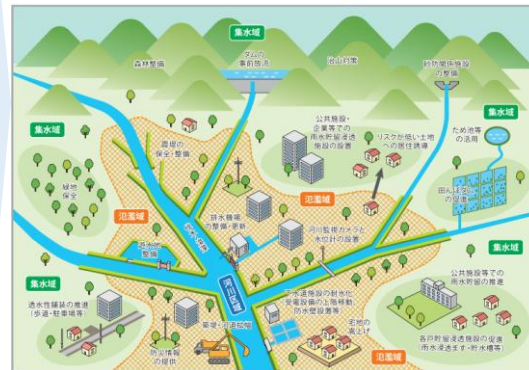 集水域
森林整備
ダムの
事前放流
治山対策
砂防関係施設
の整備
集水域
農地の
保全・整備
公共施設・
企業等での
雨水貯留浸透
施設の設置
リスクが低い土地
への居住誘導
ため池等
の活用
集水域
緑地
保全
氾濫域
排水機場
の整備・更新
河川監視カメラと
水位計の設置
氾濫域
田んぼダム
の促進
遊水地
整備
河川区域
集水域
集水域
透水性舗装の推進
(歩道・駐車場等)
下水道施設の耐水化
(受電設備の上階移動、
防水壁設置等)
公共施設等での
雨水貯留の推進
築堤・河道拡幅
防災情報
の提供
宅地の
嵩上げ
氾濫域
各戸貯留浸透施設の促進
(雨水浸透ます・貯水槽等)